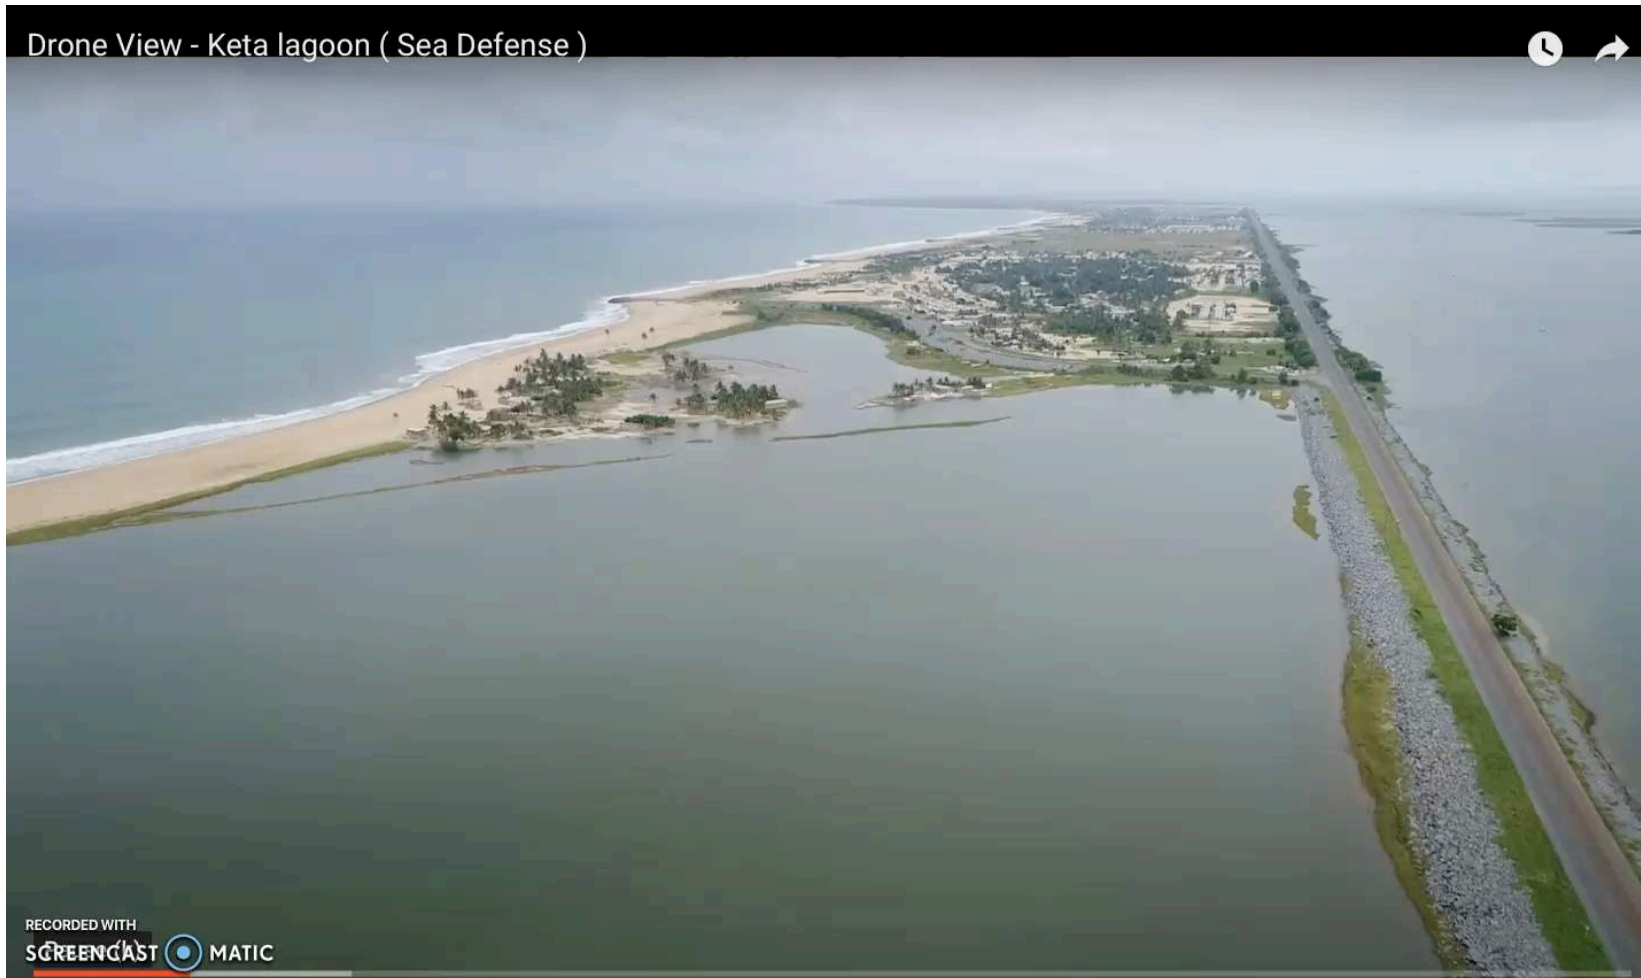 Drone View - Keta lagoon ( Sea Defense )
RECORDED WITH
SCREENCAST MATIC